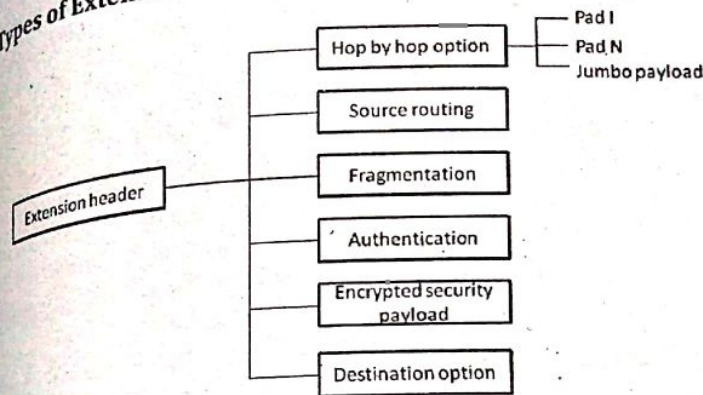 Types of
Hop by hop option
Pad I
Pad N
Jumbo payload
Source routing
Fragmentation
Extension header
Authentication
Encrypted security
payload
Destination option